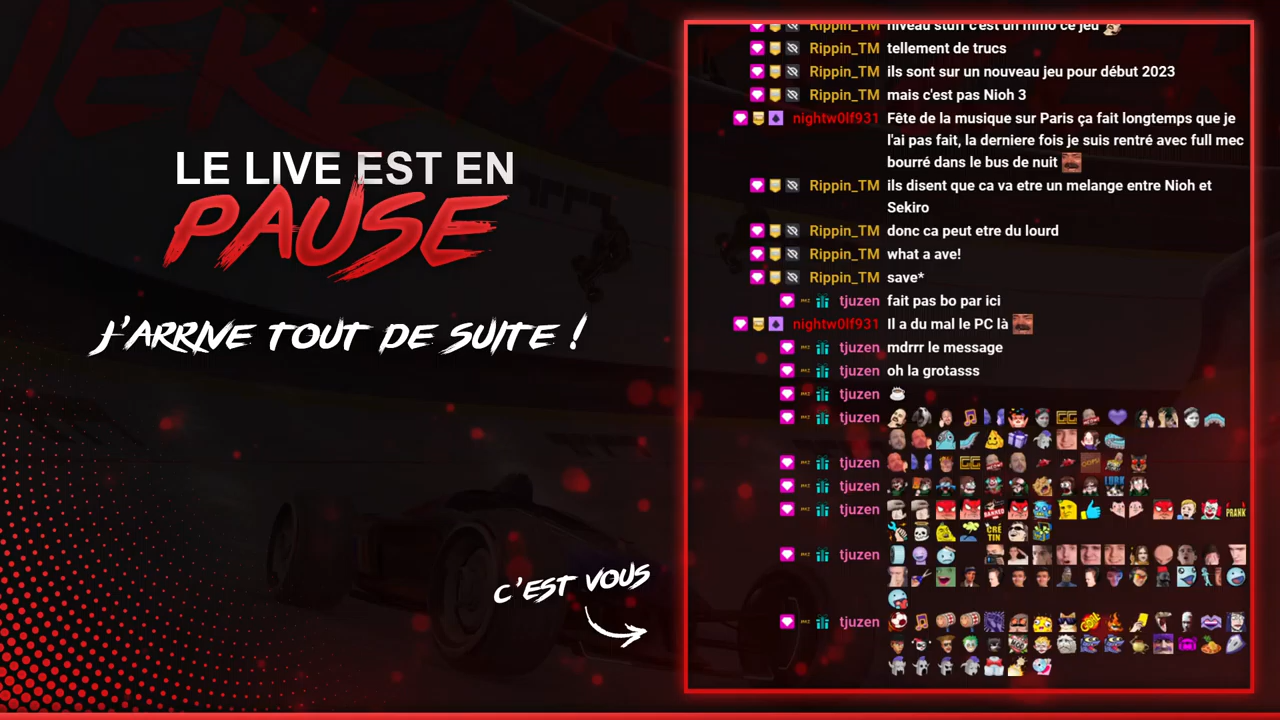 LE LIVE EST EN
PAUSE
J'ARRIVE TOUT DE SUITE !
C'EST VOUS
Rippin_TM niveau stuff c'est un mmo ce jeu
Rippin_TM tellement de trucs
Rippin_TM ils sont sur un nouveau jeu pour début 2023
Rippin_TM mais c'est pas Nioh 3
nightw0lf931 Fête de la musique sur Paris ça fait longtemps que je
l'ai pas fait, la derniere fois je suis rentré avec full mec
bourré dans le bus de nuit
Rippin_TM ils disent que ca va etre un melange entre Nioh et
Sekiro
Rippin_TM donc ca peut etre du lourd
Rippin_TM what a ave!
Rippin_TM save*
tjuzen fait pas bo par ici
nightw0lf931 Il a du mal le PC là
tjuzen mdrrr le message
tjuzen oh la grotasss
tjuzen
tjuzen
tjuzen
tjuzen LURK
tjuzen BANNED PRANK
CRÉ
TIN
tjuzen
tjuzen